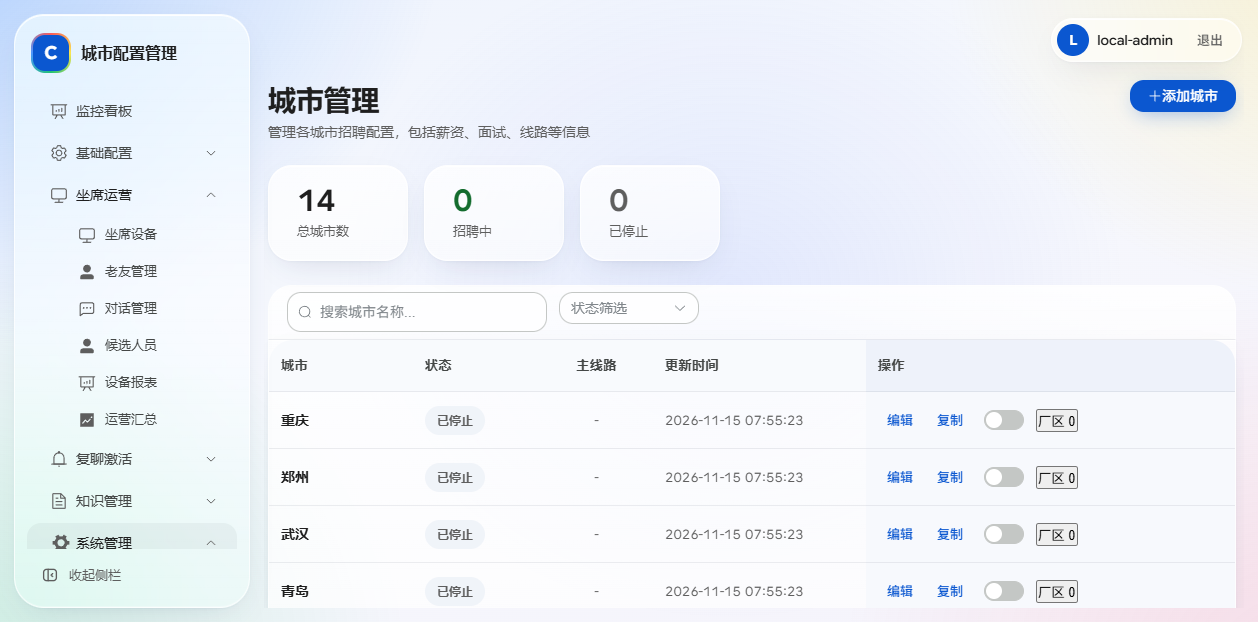 C 城市配置管理
监控看板
基础配置
坐席运营
坐席设备
老友管理
对话管理
候选人员
设备报表
运营汇总
复聊激活
知识管理
系统管理
收起侧栏
L local-admin 退出
城市管理
管理各城市招聘配置，包括薪资、面试、线路等信息
+添加城市
14 0 0
总城市数 招聘中 已停止
搜索城市名称... 状态筛选
城市 状态 主线路 更新时间 操作
重庆 已停止 - 2026-11-15 07:55:23 编辑 复制 厂区 0
郑州 已停止 - 2026-11-15 07:55:23 编辑 复制 厂区 0
武汉 已停止 - 2026-11-15 07:55:23 编辑 复制 厂区 0
青岛 已停止 - 2026-11-15 07:55:23 编辑 复制 厂区 0